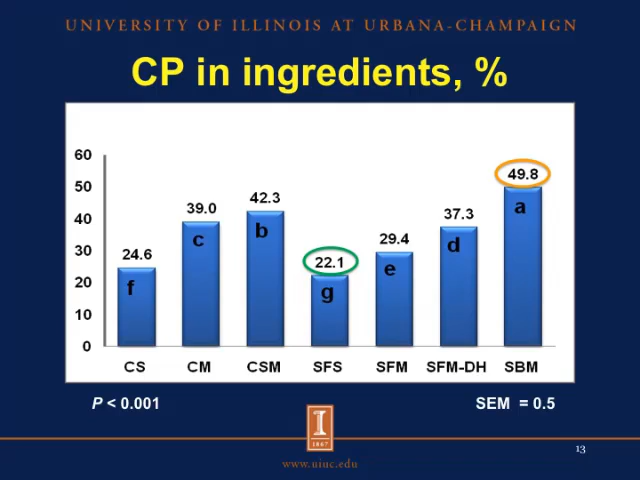 UNIVERSITY OF ILLINOIS AT URBANA-CHAMPAIGN
CP in ingredients, %
60
50
40
30
20
10
0
24.6
39.0
42.3
22.1
29.4
37.3
49.8
f
c
b
g
e
d
a
CS CM CSM SFS SFM SFM-DH SBM
P < 0.001
SEM = 0.5
I
1867
13
www.uiuc.edu